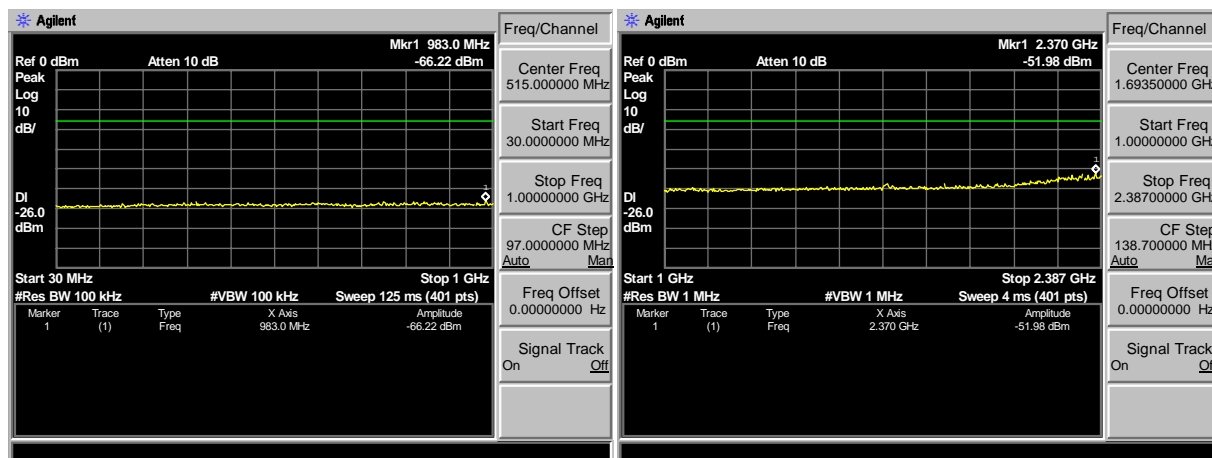 Agilent
Freq/Channel
Mkr1 983.0 MHz
Ref 0 dBm Atten 10 dB -66.22 dBm
Peak
Log
10
dB/
DI
-26.0
dBm
1
Start 30 MHz Stop 1 GHz
#Res BW 100 kHz #VBW 100 kHz Sweep 125 ms (401 pts)
Marker Trace Type X Axis Amplitude
1 (1) Freq 983.0 MHz -66.22 dBm
Center Freq
515.000000 MHz
Start Freq
30.0000000 MHz
Stop Freq
1.00000000 GHz
CF Step
97.0000000 MHz
Auto Man
Freq Offset
0.00000000 Hz
Signal Track
On Off
Agilent
Freq/Channel
Mkr1 2.370 GHz
Ref 0 dBm Atten 10 dB -51.98 dBm
Peak
Log
10
dB/
DI
-26.0
dBm
1
Start 1 GHz Stop 2.387 GHz
#Res BW 1 MHz #VBW 1 MHz Sweep 4 ms (401 pts)
Marker Trace Type X Axis Amplitude
1 (1) Freq 2.370 GHz -51.98 dBm
Center Freq
1.69350000 GHz
Start Freq
1.00000000 GHz
Stop Freq
2.38700000 GHz
CF Step
138.700000 MHz
Auto Man
Freq Offset
0.00000000 Hz
Signal Track
On Off